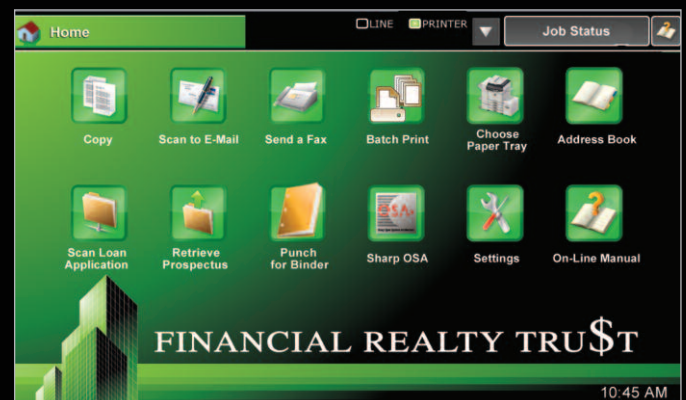 Home
LINE PRINTER
Job Status
Copy
Scan to E-Mail
Send a Fax
Batch Print
Choose
Paper Tray
Address Book
Scan Loan
Application
Retrieve
Prospectus
Punch
for Binder
Sharp OSA
Settings
On-Line Manual
FINANCIAL REALTY TRU$T
10:45 AM